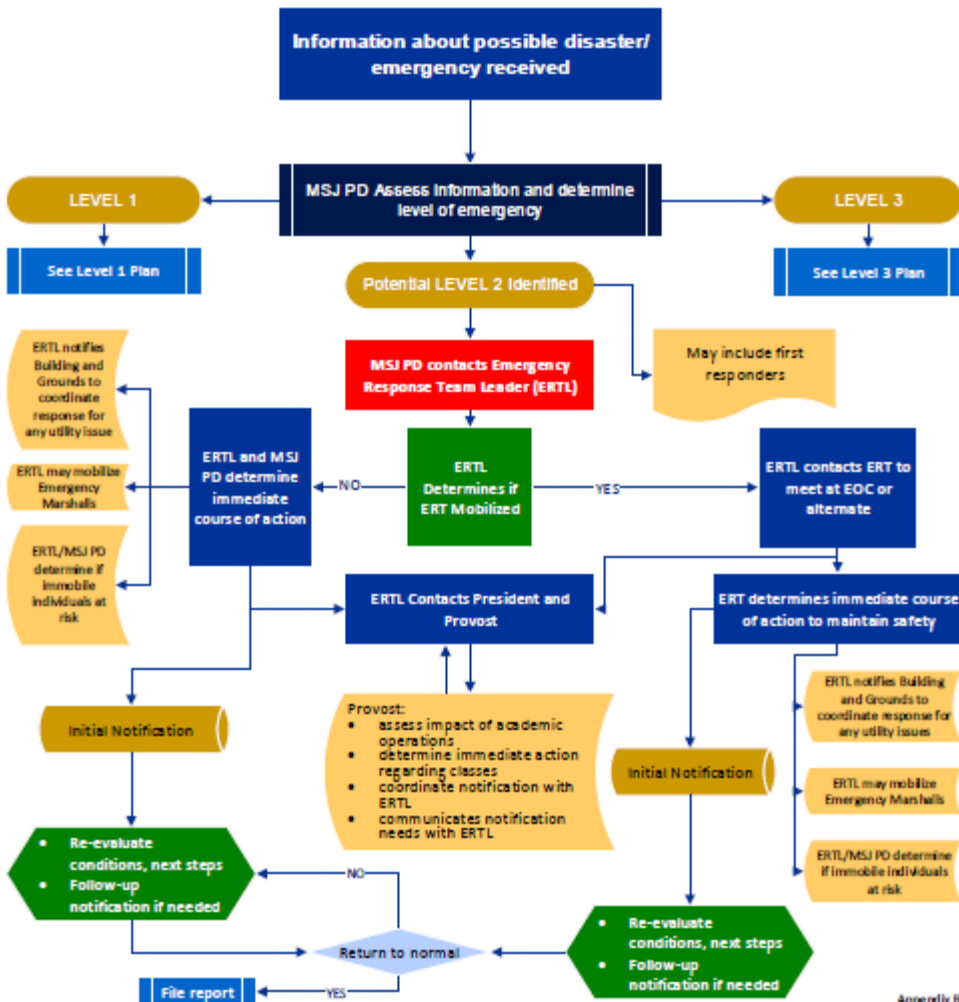 Information about possible disaster/
emergency received
MSJ PD Assess information and determine
level of emergency
LEVEL 1
LEVEL 3
See Level 1 Plan
See Level 3 Plan
Potential LEVEL 2 Identified
May include first
responders
MSJ PD contacts Emergency
Response Team Leader (ERTL)
ERTL notifies
Building and
Grounds to
coordinate
response for
any utility issue
ERTL may mobilize
Emergency
Marshalls
ERTL/MSJ PD
determine if
immobile
individuals at
risk
ERTL and MSJ
PD determine
immediate
course of action
NO
ERTL
Determines if
ERT Mobilized
YES
ERTL contacts ERT to
meet at EOC or
alternate
ERTL Contacts President and
Provost
ERT determines immediate course
of action to maintain safety
Initial Notification
Provost:
• assess impact of academic
operations
• determine immediate action
regarding classes
• coordinate notification with
ERTL
• communicates notification
needs with ERTL
Initial Notification
ERTL notifies Building
and Grounds to
coordinate response for
any utility issues
ERTL may mobilize
Emergency Marshalls
ERTL/MSJ PD determine
if immobile individuals
at risk
• Re-evaluate
conditions, next steps
• Follow-up
notification if needed
NO
Return to normal
• Re-evaluate
conditions, next steps
• Follow-up
notification if needed
YES
File report
Appendix B